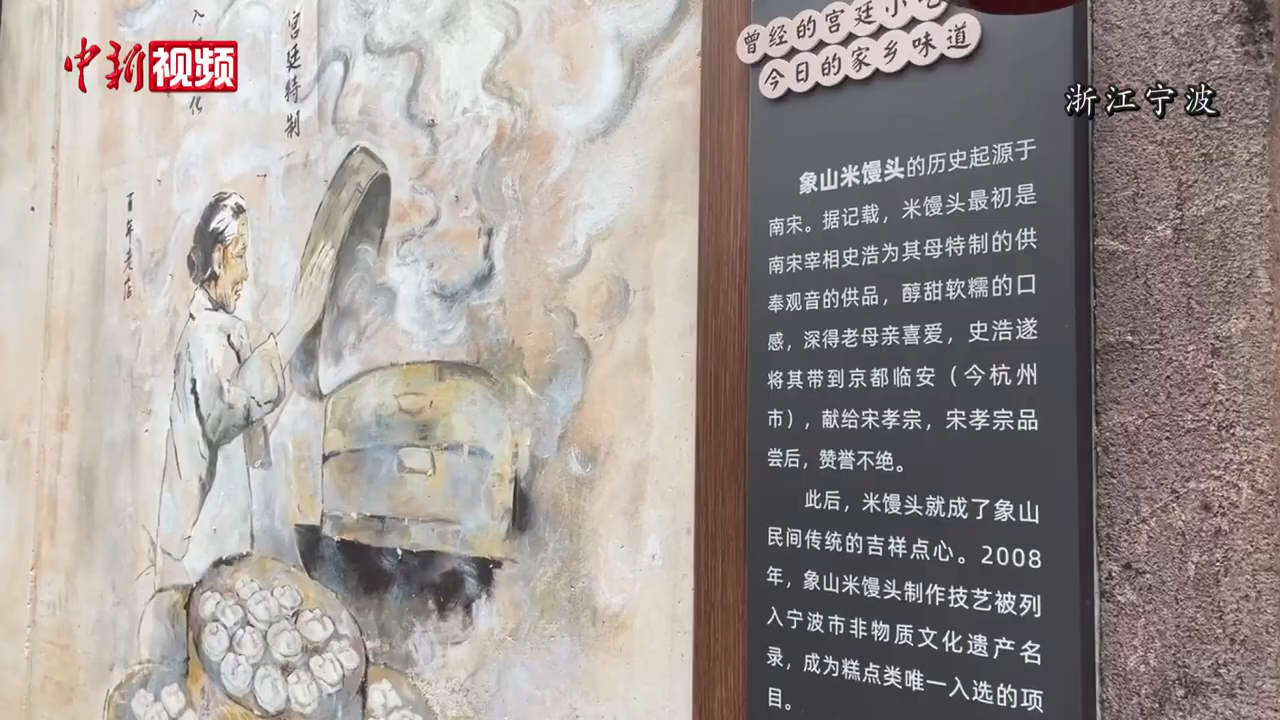 中新视频
浙江宁波
宫廷特制
百年老店
曾经的宫廷小吃
今日的家乡味道
象山米馒头的历史起源于
南宋。据记载，米馒头最初是
南宋宰相史浩为其母特制的供
奉观音的供品，醇甜软糯的口
感，深得老母亲喜爱，史浩遂
将其带到京都临安（今杭州
市），献给宋孝宗，宋孝宗品
尝后，赞誉不绝。
此后，米馒头就成了象山
民间传统的吉祥点心。2008
年，象山米馒头制作技艺被列
入宁波市非物质文化遗产名
录，成为糕点类唯一入选的项
目。